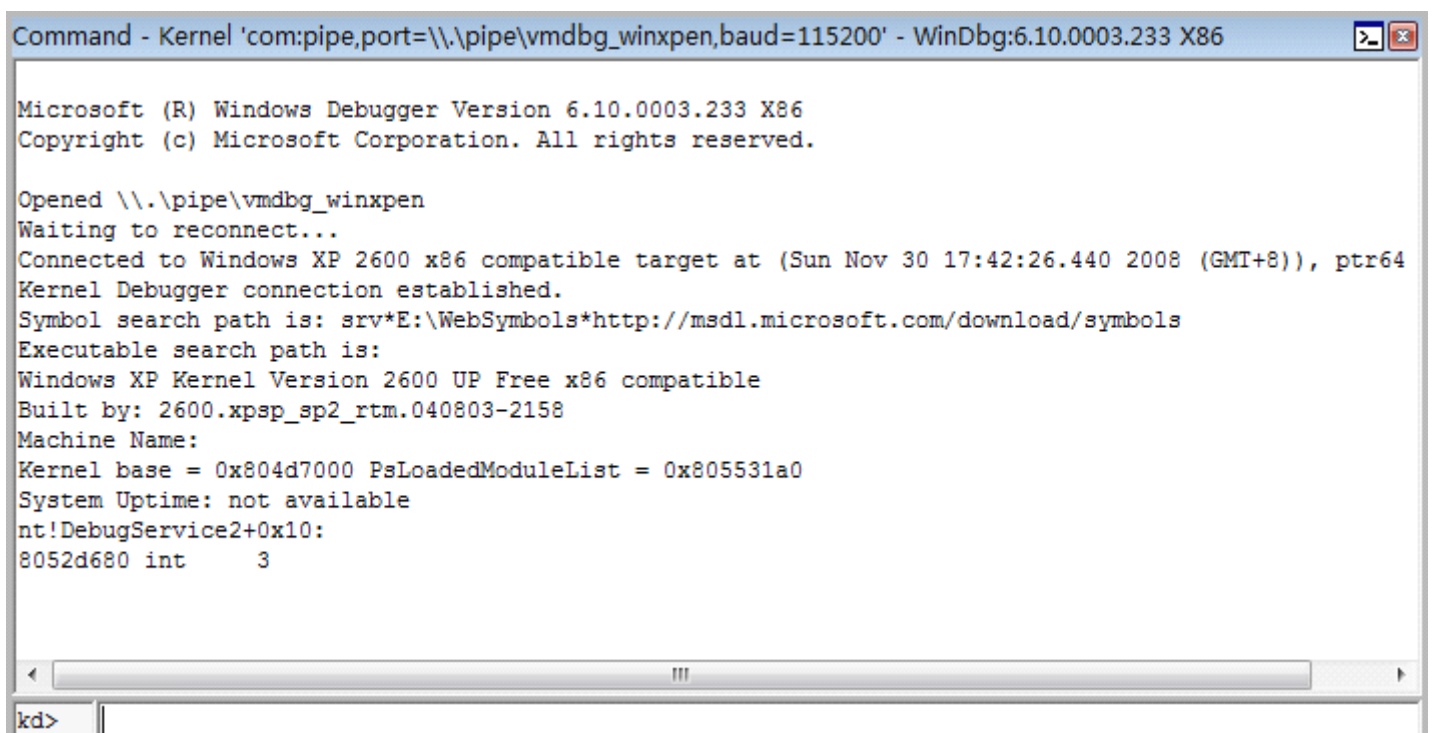 Command - Kernel 'com:pipe,port=\\.\pipe\vmdbg_winxpen,baud=115200' - WinDbg:6.10.0003.233 X86
Microsoft (R) Windows Debugger Version 6.10.0003.233 X86
Copyright (c) Microsoft Corporation. All rights reserved.
Opened \\.\pipe\vmdbg_winxpen
Waiting to reconnect...
Connected to Windows XP 2600 x86 compatible target at (Sun Nov 30 17:42:26.440 2008 (GMT+8)), ptr64
Kernel Debugger connection established.
Symbol search path is: srv*E:\WebSymbols*http://msdl.microsoft.com/download/symbols
Executable search path is:
Windows XP Kernel Version 2600 UP Free x86 compatible
Built by: 2600.xpsp_sp2_rtm.040803-2158
Machine Name:
Kernel base = 0x804d7000 PsLoadedModuleList = 0x805531a0
System Uptime: not available
nt!DebugService2+0x10:
8052d680 int     3
kd>